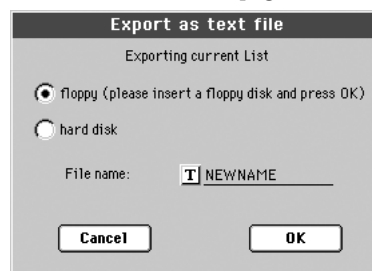 Export as text file
Exporting current List
floppy (please insert a floppy disk and press OK)
hard disk
File name: T NEWNAME
Cancel OK